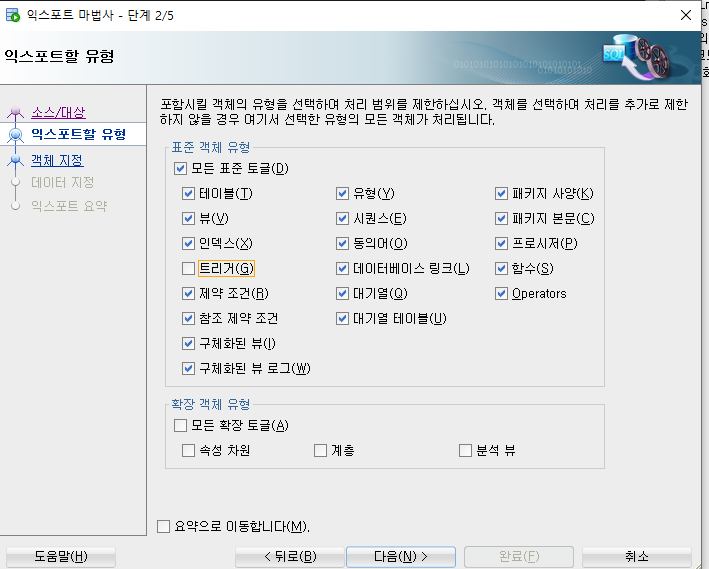 익스포트 마법사 - 단계 2/5
익스포트할 유형
SQL
010101010101010101010101
소스/대상
익스포트할 유형
객체 지정
데이터 지정
익스포트 요약
포함시킬 객체의 유형을 선택하며 처리 범위를 제한하십시오. 객체를 선택하며 처리를 추가로 제한
하지 않을 경우 여기서 선택한 유형의 모든 객체가 처리됩니다.
표준 객체 유형
모든 표준 토글(D)
테이블(T) 유형(Y) 패키지 사양(K)
뷰(V) 시퀀스(E) 패키지 본문(C)
인덱스(X) 동의어(O) 프로시저(P)
트리거(G) 데이터베이스 링크(L) 함수(S)
제약 조건(R) 대기열(Q) Operators
참조 제약 조건 대기열 테이블(U)
구체화된 뷰(I)
구체화된 뷰 로그(W)
확장 객체 유형
모든 확장 토글(A)
속성 차원 계층 분석 뷰
요약으로 이동합니다(M).
도움말(H) < 뒤로(B) 다음(N) > 완료(F) 취소